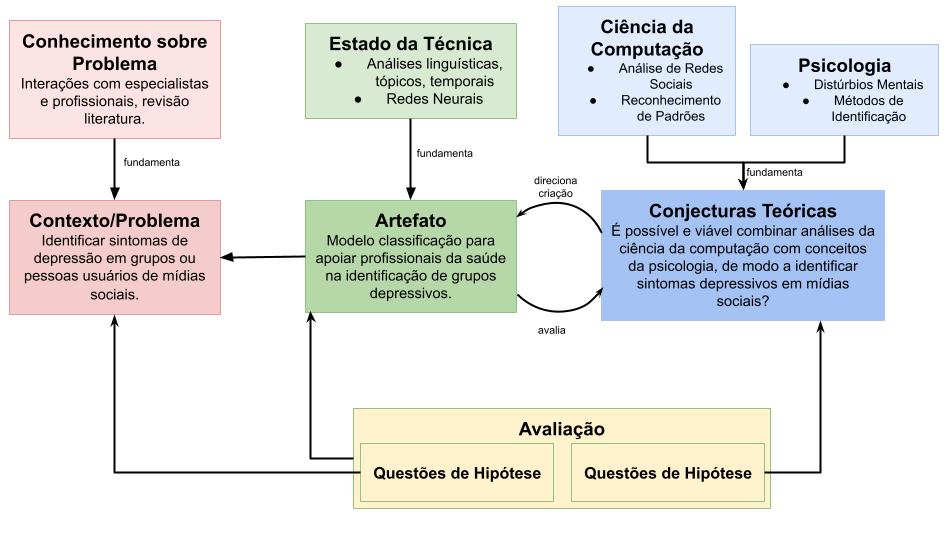 Conhecimento sobre
Problema
Interações com especialistas
e profissionais, revisão
literatura.
Estado da Técnica
● Análises linguísticas,
tópicos, temporais
● Redes Neurais
Ciência da
Computação
● Análise de Redes
Sociais
● Reconhecimento
de Padrões
Psicologia
● Distúrbios Mentais
● Métodos de
Identificação
fundamenta
fundamenta
fundamenta
Contexto/Problema
Identificar sintomas de
depressão em grupos ou
pessoas usuários de mídias
sociais.
Artefato
Modelo classificação para
apoiar profissionais da saúde
na identificação de grupos
depressivos.
direciona
criação
avalia
Conjecturas Teóricas
É possível e viável combinar análises da
ciência da computação com conceitos
da psicologia, de modo a identificar
sintomas depressivos em mídias
sociais?
Avaliação
Questões de Hipótese
Questões de Hipótese